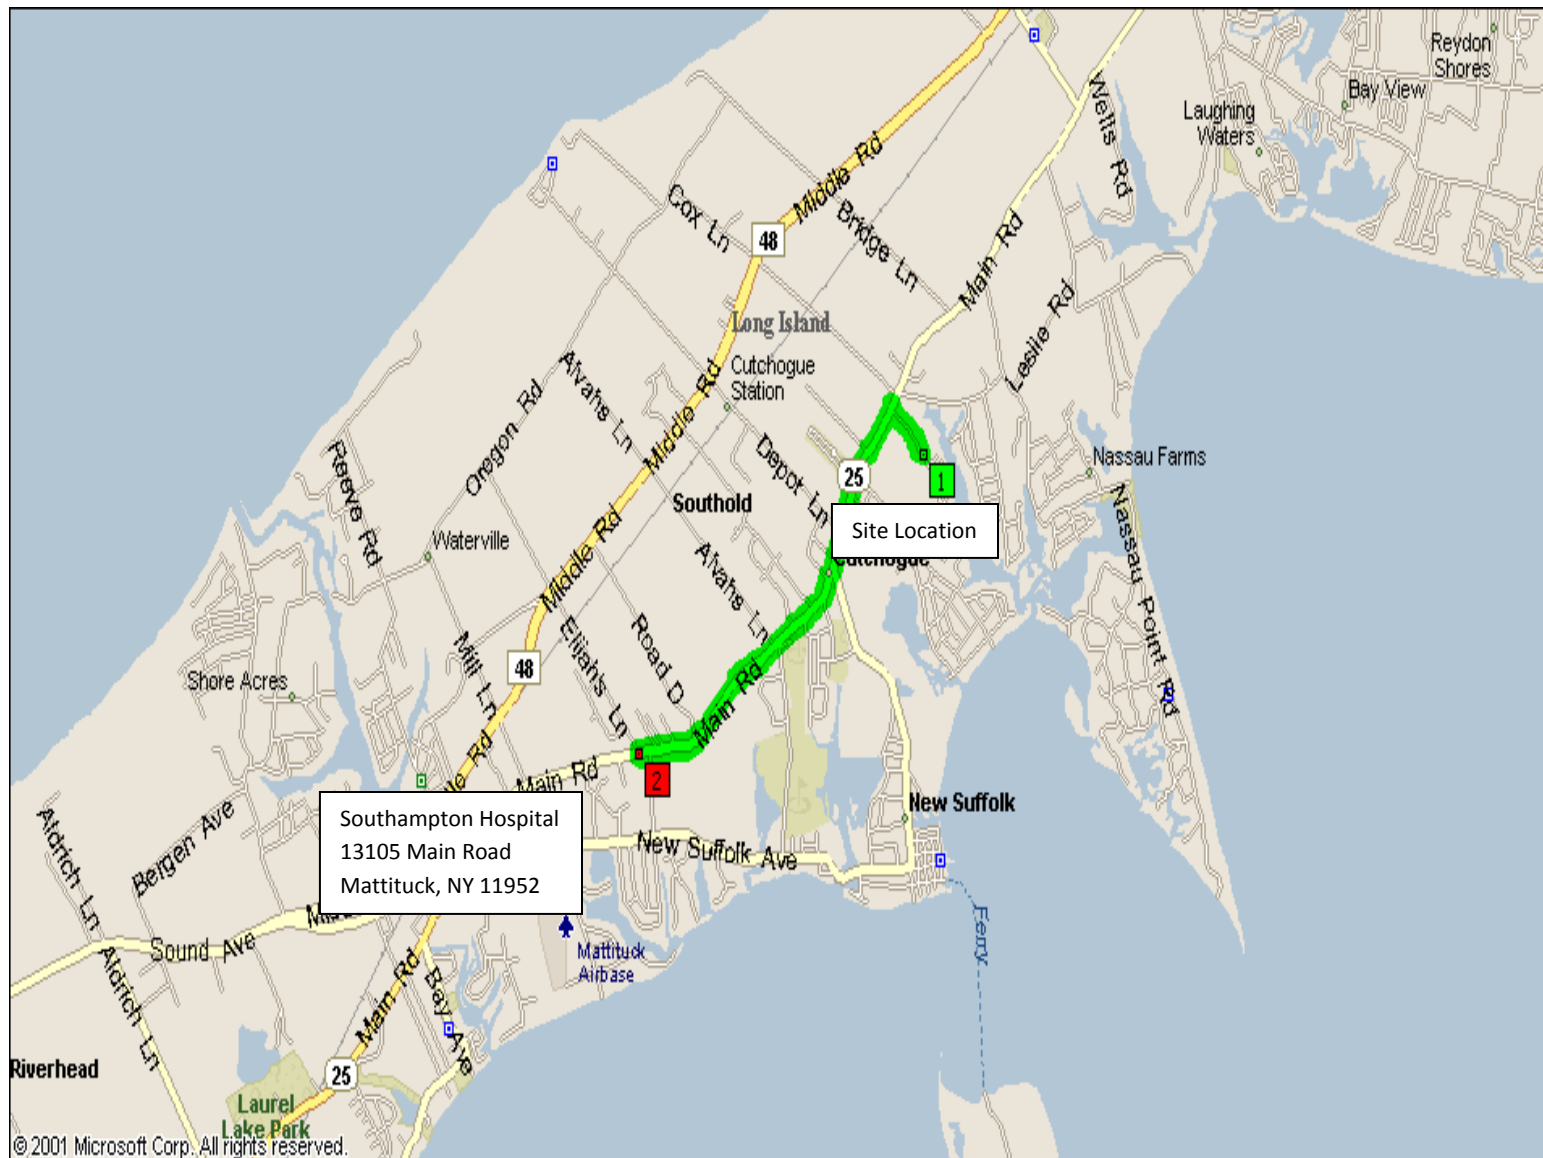 Reydon
Shores
Bay View
Laughing
Waters
Wells Rd
Middle Rd
Cox Ln
48
Bridge Ln
Main Rd
Long Island
Leslie Rd
Cutchogue
Station
Alvahs Ln
Middle Rd
Oregon Rd
Reeve Rd
Depot Ln
25
1
Nassau Farms
Southold
Site Location
Cutchogue
Waterville
Middle Rd
Alvahs Ln
Nassau Point Rd
Elijah's Ln
Road D
Mill Ln
48
Shore Acres
Main Rd
Main Rd
2
New Suffolk
Southampton Hospital
13105 Main Road
Mattituck, NY 11952
New Suffolk Ave
Aldrich Ln
Bergen Ave
Sound Ave
Mattituck
Airbase
Ferry
Aldrich Ln
Main Rd
Bay Ave
Riverhead
25
Laurel
Lake Park
© 2001 Microsoft Corp. All rights reserved.